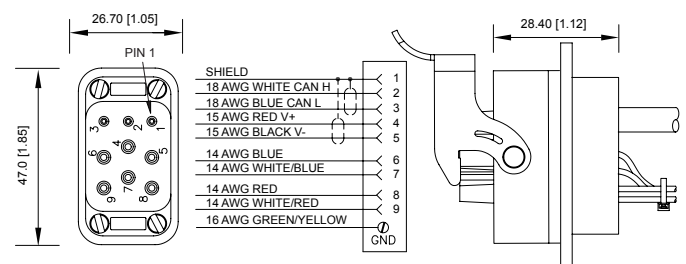 26.70 [1.05]
28.40 [1.12]
47.0 [1.85]
PIN 1
3 2 1
4
6 5
7
9 8
SHIELD 1
18 AWG WHITE CAN H 2
18 AWG BLUE CAN L 3
15 AWG RED V+ 4
15 AWG BLACK V- 5
14 AWG BLUE 6
14 AWG WHITE/BLUE 7
14 AWG RED 8
14 AWG WHITE/RED 9
16 AWG GREEN/YELLOW
GND